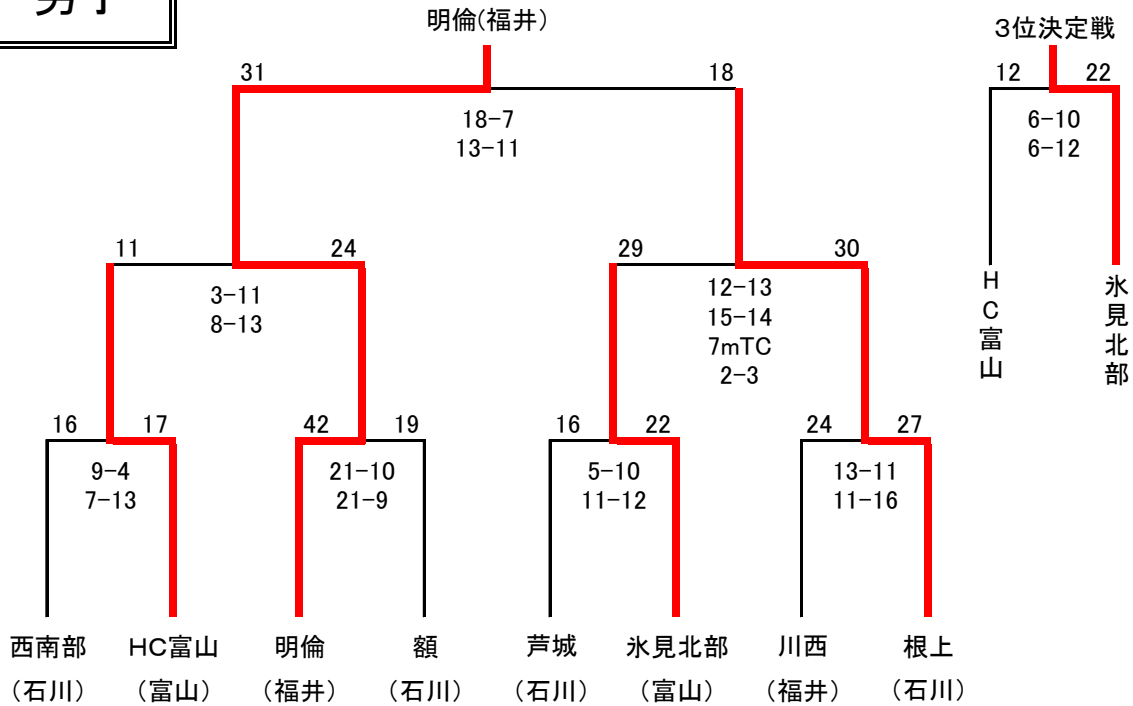 男子
明倫(福井)
3位決定戦
31
18
12
22
18-7
13-11
6-10
6-12
11
24
29
30
3-11
8-13
12-13
15-14
7mTC
2-3
HC富山
氷見北部
16
17
42
19
16
22
24
27
9-4
7-13
21-10
21-9
5-10
11-12
13-11
11-16
西南部
HC富山
明倫
額
芦城
氷見北部
川西
根上
(石川)
(富山)
(福井)
(石川)
(石川)
(富山)
(福井)
(石川)